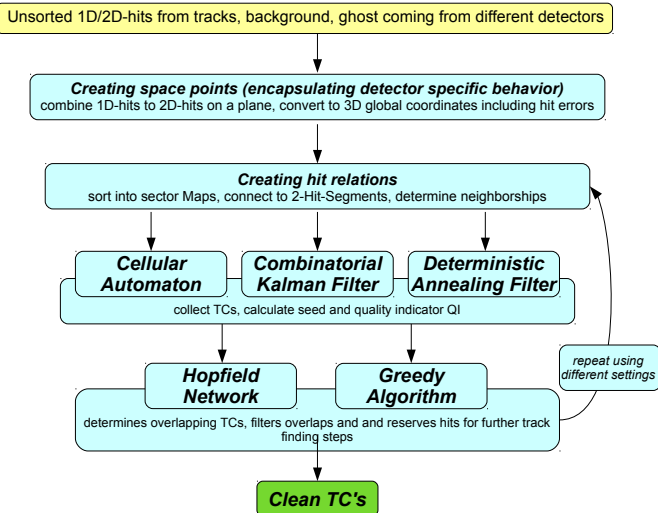 Unsorted 1D/2D-hits from tracks, background, ghost coming from different detectors
Creating space points (encapsulating detector specific behavior)
combine 1D-hits to 2D-hits on a plane, convert to 3D global coordinates including hit errors
Creating hit relations
sort into sector Maps, connect to 2-Hit-Segments, determine neighborships
Cellular
Automaton
Combinatorial
Kalman Filter
Deterministic
Annealing Filter
collect TCs, calculate seed and quality indicator QI
repeat using
different settings
Hopfield
Network
Greedy
Algorithm
determines overlapping TCs, filters overlaps and and reserves hits for further track
finding steps
Clean TC's